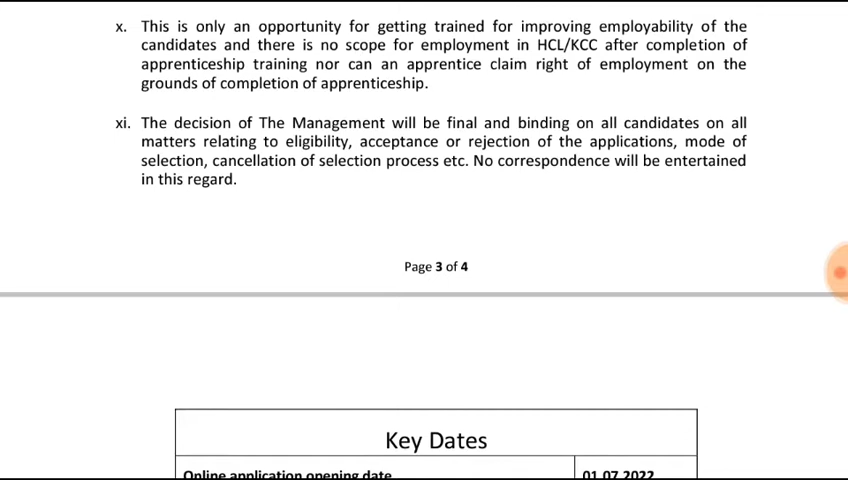 x. This is only an opportunity for getting trained for improving employability of the
candidates and there is no scope for employment in HCL/KCC after completion of
apprenticeship training nor can an apprentice claim right of employment on the
grounds of completion of apprenticeship.
xi. The decision of The Management will be final and binding on all candidates on all
matters relating to eligibility, acceptance or rejection of the applications, mode of
selection, cancellation of selection process etc. No correspondence will be entertained
in this regard.
Page 3 of 4
Key Dates
Online application opening date 01.07.2022